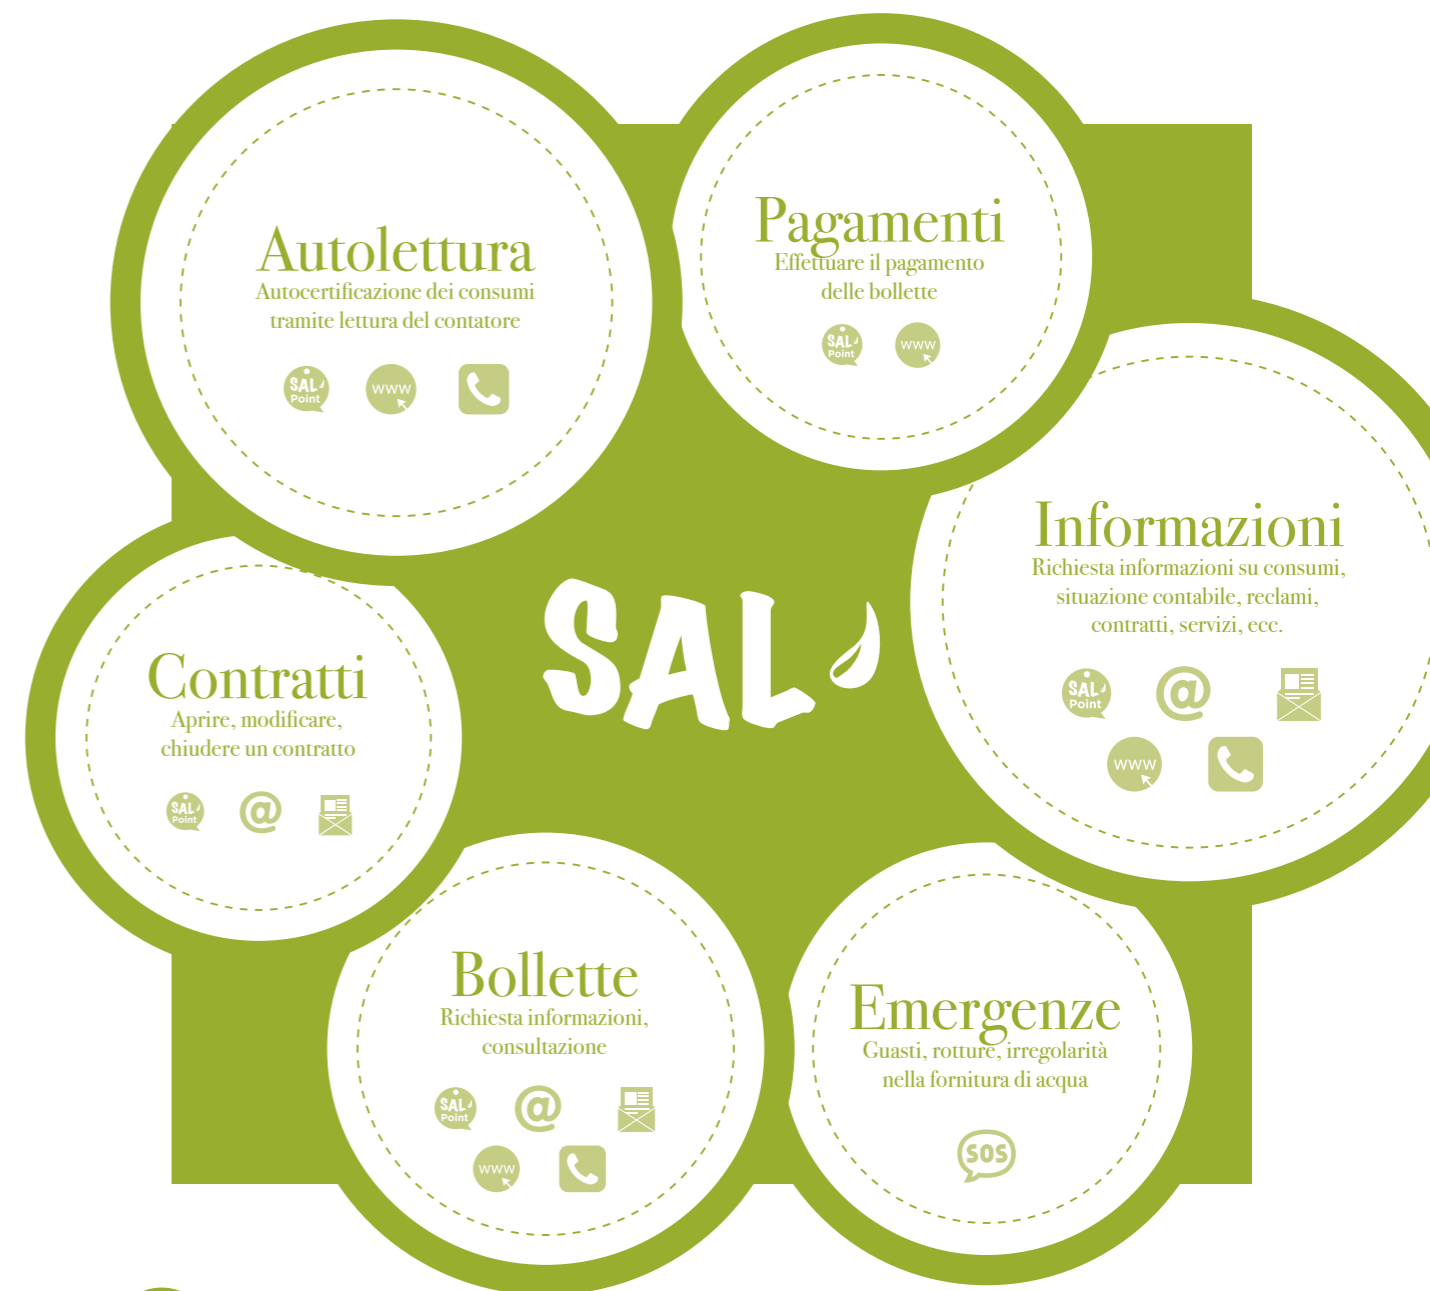 Autolettura
Autocertificazione dei consumi
tramite lettura del contatore
SAL
Point
www
Pagamenti
Effettuare il pagamento
delle bollette
SAL
Point
www
Informazioni
Richiesta informazioni su consumi,
situazione contabile, reclami,
contratti, servizi, ecc.
SAL
Point
@
www
SAL
Contratti
Aprire, modificare,
chiudere un contratto
SAL
Point
@
Bollette
Richiesta informazioni,
consultazione
SAL
Point
@
www
Emergenze
Guasti, rotture, irregolarità
nella fornitura di acqua
SOS